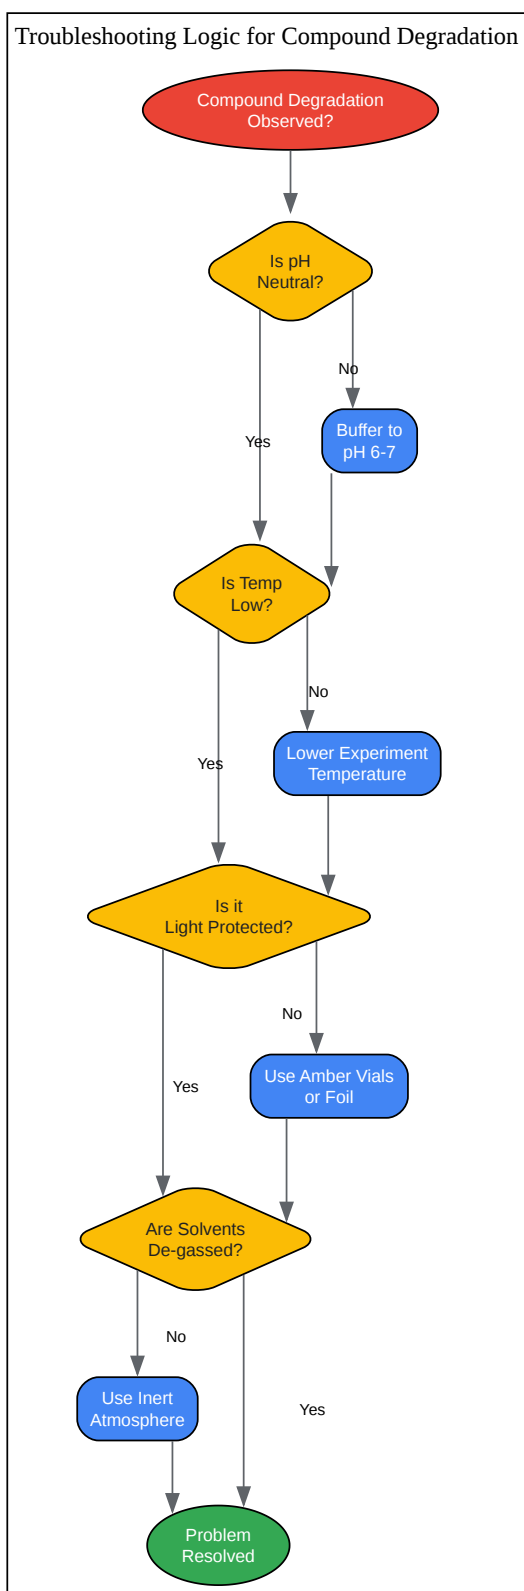 Troubleshooting Logic for Compound Degradation
Compound Degradation
Observed?
Is pH
Neutral?
No
Buffer to
pH 6-7
Yes
Is Temp
Low?
No
Lower Experiment
Temperature
Yes
Is it
Light Protected?
No
Use Amber Vials
or Foil
Yes
Are Solvents
De-gassed?
No
Use Inert
Atmosphere
Yes
Problem
Resolved